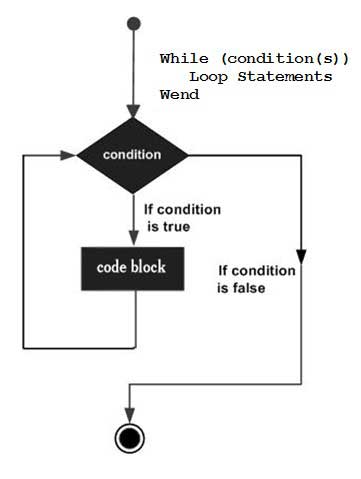 While (condition(s))
Loop Statements
Wend
condition
If condition
is true
code block
If condition
is false